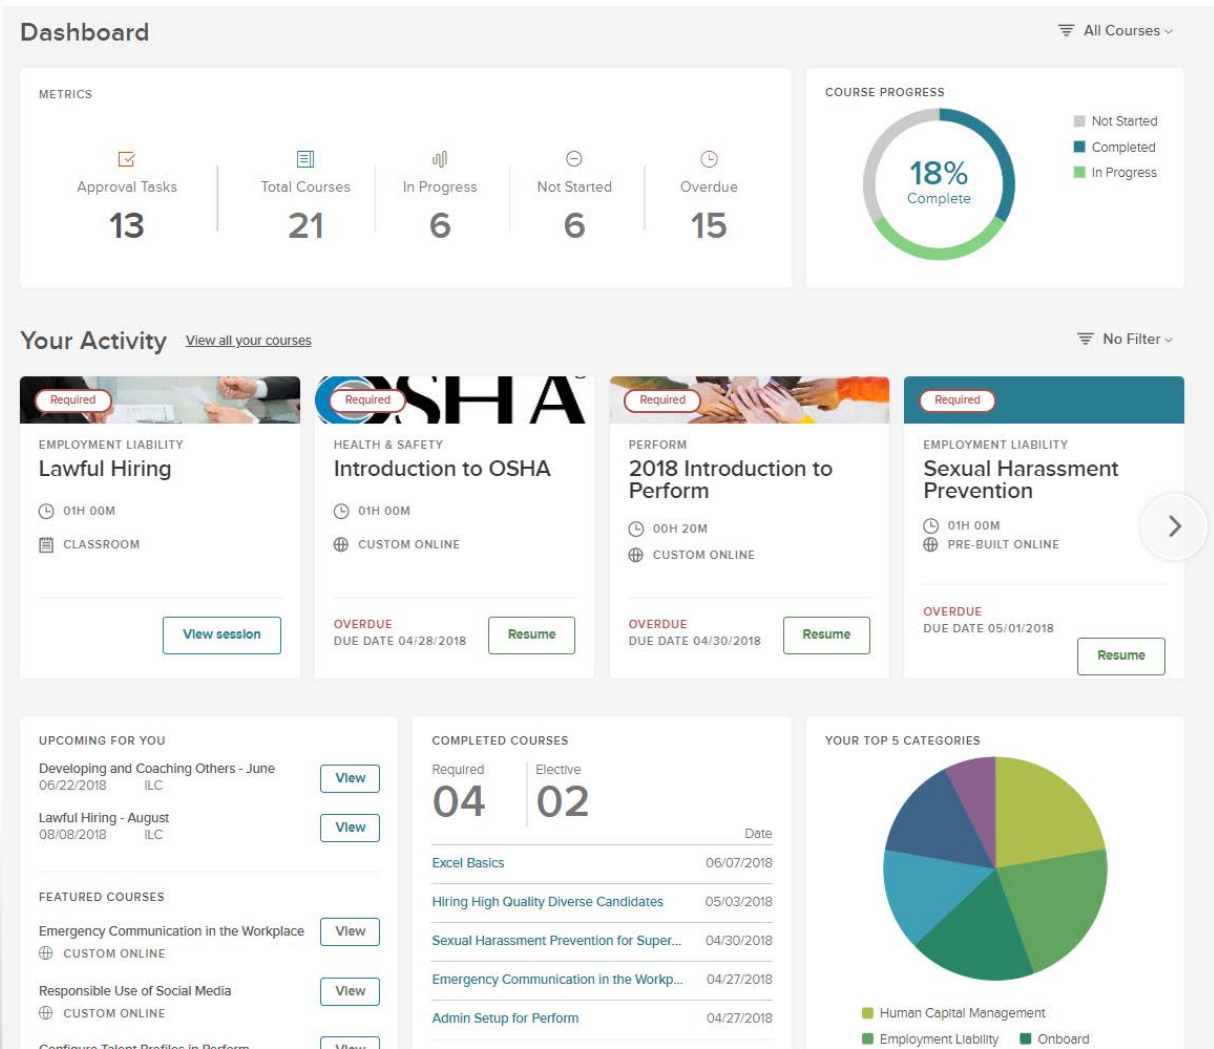 Dashboard
All Courses
METRICS
Approval Tasks
13
Total Courses
21
In Progress
6
Not Started
6
Overdue
15
COURSE PROGRESS
18%
Complete
Not Started
Completed
In Progress
Your Activity
View all your courses
No Filter
Required
EMPLOYMENT LIABILITY
Lawful Hiring
01H 00M
CLASSROOM
View session
OSHA
Required
HEALTH & SAFETY
Introduction to OSHA
01H 00M
CUSTOM ONLINE
OVERDUE
DUE DATE 04/28/2018
Resume
Required
PERFORM
2018 Introduction to
Perform
00H 20M
CUSTOM ONLINE
OVERDUE
DUE DATE 04/30/2018
Resume
Required
EMPLOYMENT LIABILITY
Sexual Harassment
Prevention
01H 00M
PRE-BUILT ONLINE
OVERDUE
DUE DATE 05/01/2018
Resume
UPCOMING FOR YOU
Developing and Coaching Others - June
06/22/2018 ILC
View
Lawful Hiring - August
08/08/2018 ILC
View
FEATURED COURSES
Emergency Communication in the Workplace
CUSTOM ONLINE
View
Responsible Use of Social Media
CUSTOM ONLINE
View
Configure Talent Profiles in Perform
View
COMPLETED COURSES
Required
04
Elective
02
Date
Excel Basics 06/07/2018
Hiring High Quality Diverse Candidates 05/03/2018
Sexual Harassment Prevention for Super... 04/30/2018
Emergency Communication in the Workp... 04/27/2018
Admin Setup for Perform 04/27/2018
YOUR TOP 5 CATEGORIES
Human Capital Management
Employment Liability Onboard